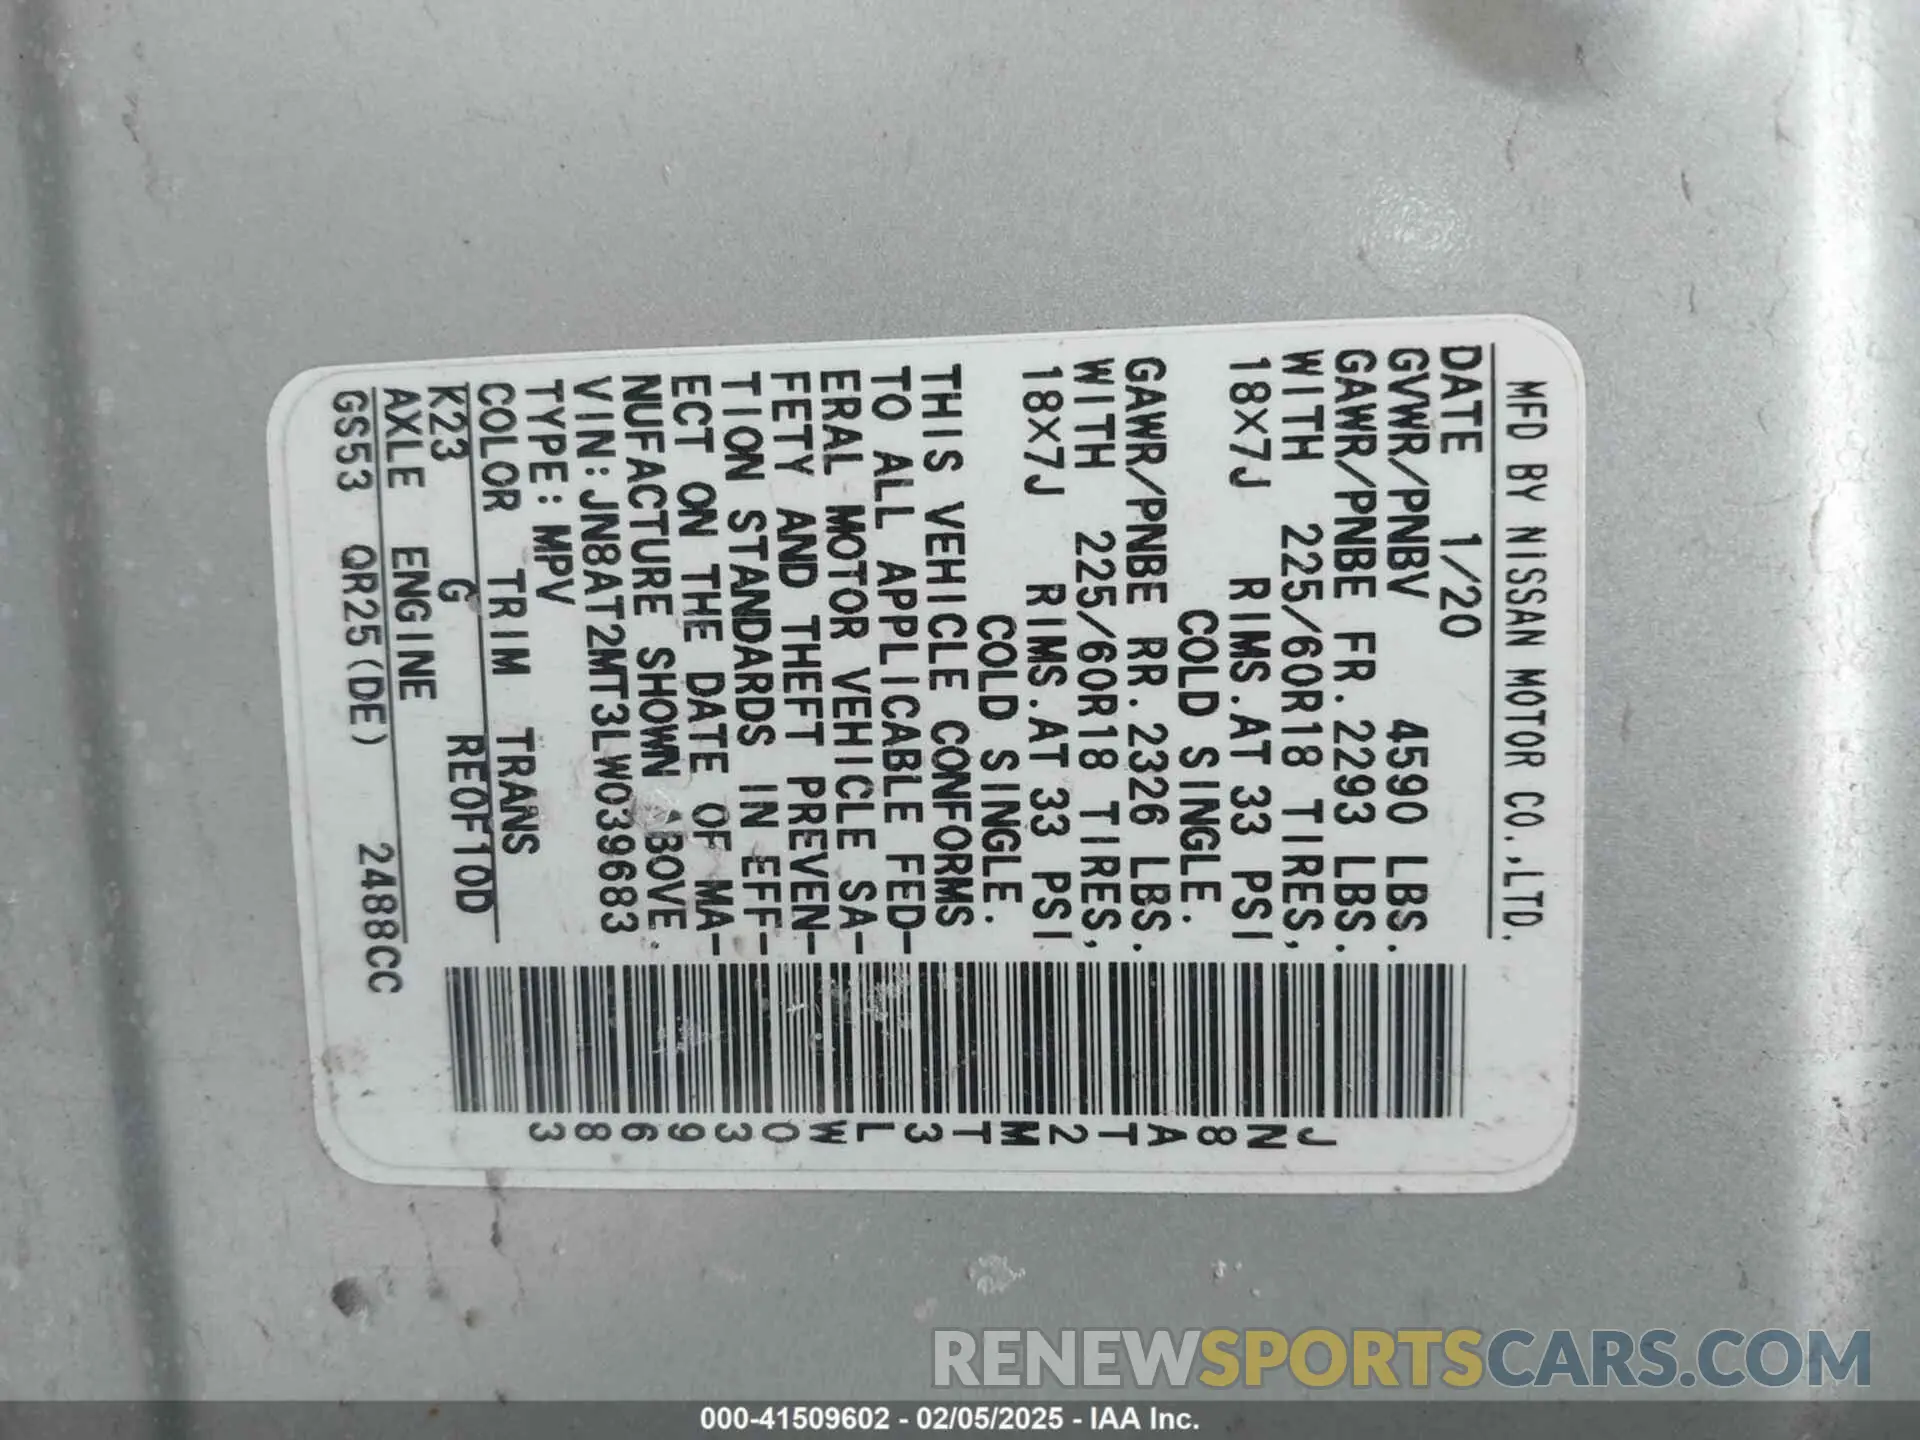 MFD BY NISSAN MOTOR CO.,LTD.
DATE 1/20
GVWR/PNBV 4590 LBS.
GAWR/PNBE FR.2293 LBS.
WITH 225/60R18 TIRES,
18×7J RIMS.AT 33 PSI
COLD SINGLE.
GAWR/PNBE RR.2326 LBS.
WITH 225/60R18 TIRES,
18×7J RIMS.AT 33 PSI
COLD SINGLE.
THIS VEHICLE CONFORMS
TO ALL APPLICABLE FED-
ERAL MOTOR VEHICLE SA-
FETY AND THEFT PREVEN-
TION STANDARDS IN EFF-
ECT ON THE DATE OF MA-
NUFACTURE SHOWN ABOVE.
VIN:JN8AT2MT3LW039683
TYPE:MPV
COLOR TRIM TRANS
K23 G RE0F10D
AXLE ENGINE
GS53 QR25(DE) 2488CC
JN8AT2MT3LW039683
RENEWSPORTSCARS.COM
000-41509602 - 02/05/2025 - IAA Inc.